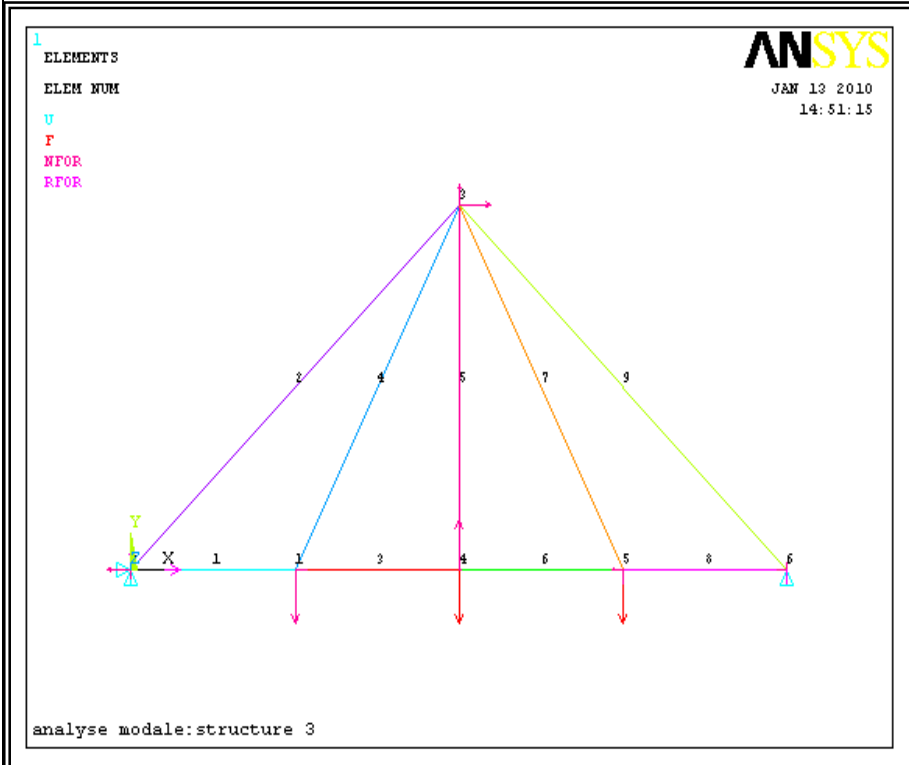 1
ELEMENTS
ELEM NUM
U
F
NFOR
RFOR
ANSYS
JAN 13 2010
14:51:15
3
2 4 5 7 9
Y
X 1 1 3 4 6 5 8 6
analyse modale:structure 3